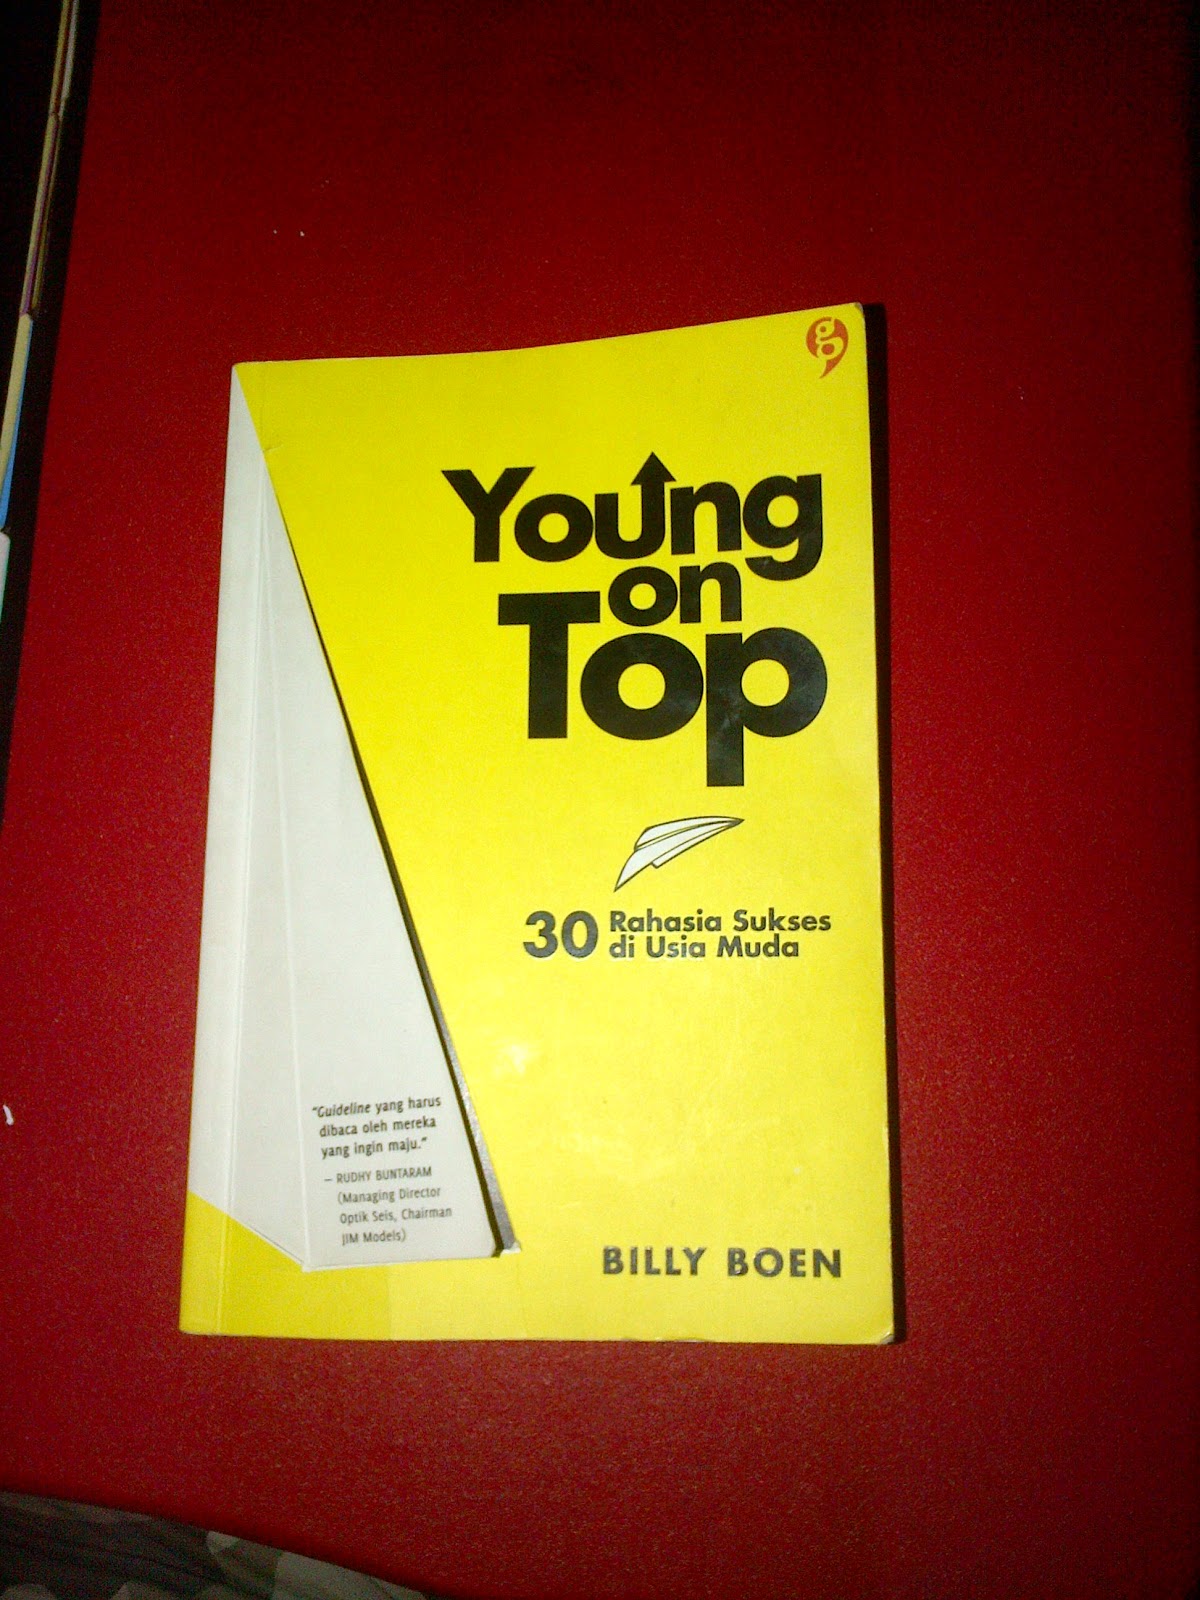 Young
on
Top
30 Rahasia Sukses
di Usia Muda
“Guideline yang harus
dibaca oleh mereka
yang ingin maju.”
– RUDHY BUNTARAM
(Managing Director
Optik Seis, Chairman
JIM Models)
BILLY BOEN